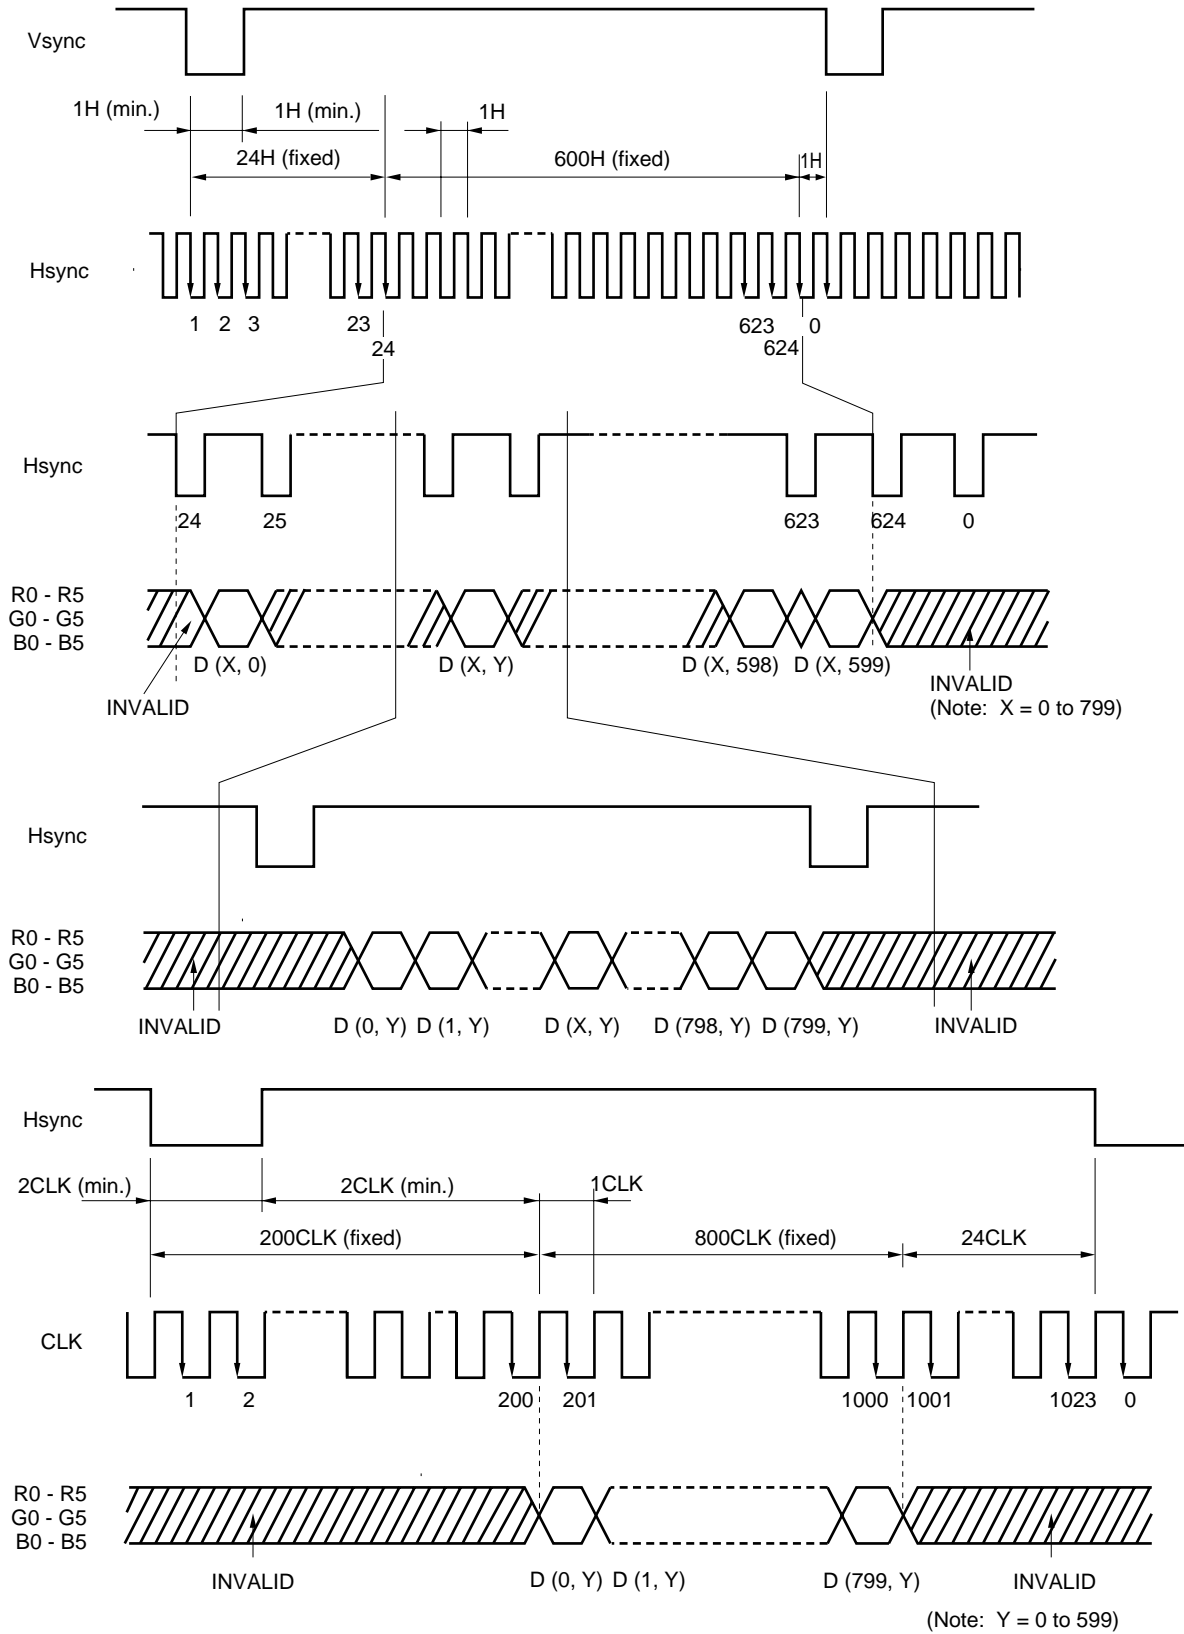 Vsync
1H (min.) 1H (min.) 1H
24H (fixed) 600H (fixed) 1H
Hsync
1 2 3 23 623 0
24 624
Hsync
24 25 623 624 0
R0 - R5
G0 - G5
B0 - B5
D (X, 0) D (X, Y) D (X, 598) D (X, 599)
INVALID INVALID
(Note: X = 0 to 799)
Hsync
R0 - R5
G0 - G5
B0 - B5
INVALID D (0, Y) D (1, Y) D (X, Y) D (798, Y) D (799, Y) INVALID
Hsync
2CLK (min.) 2CLK (min.) 1CLK
200CLK (fixed) 800CLK (fixed) 24CLK
CLK
1 2 200 201 1000 1001 1023 0
R0 - R5
G0 - G5
B0 - B5
INVALID D (0, Y) D (1, Y) D (799, Y) INVALID
(Note: Y = 0 to 599)